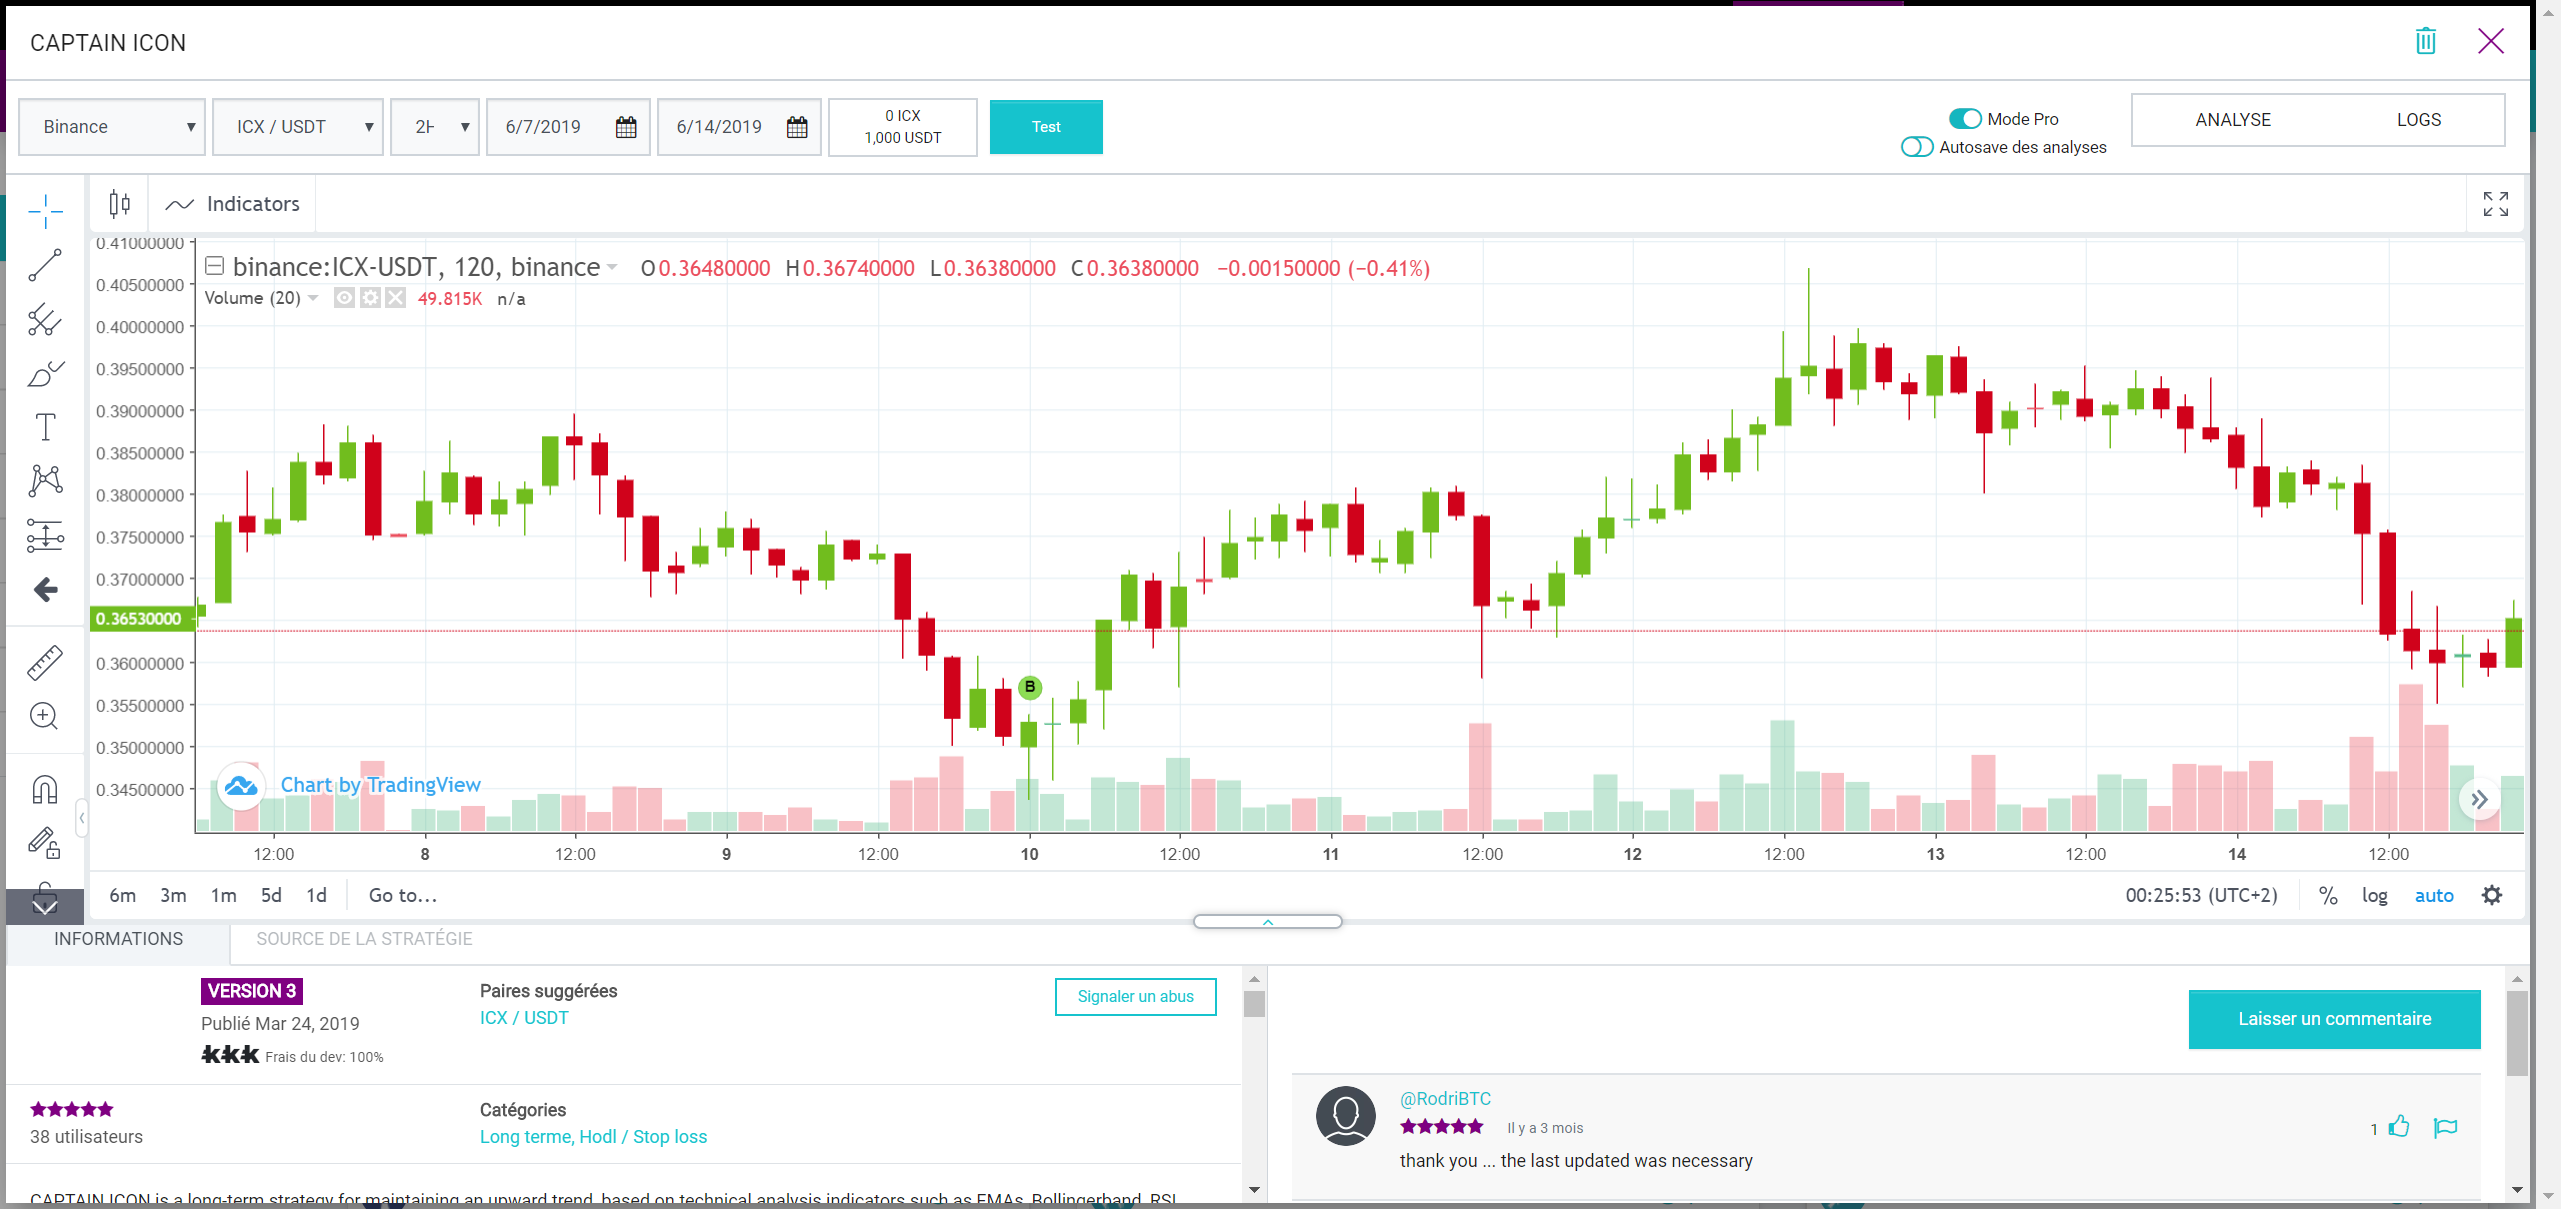 CAPTAIN ICON
Binance
ICX / USDT
6/7/2019
6/14/2019
0 ICX
1,000 USDT
Test
Mode Pro
Autosave des analyses
ANALYSE
LOGS
Indicators
binance:ICX-USDT, 120, binance O0.36480000 H0.36740000 L0.36380000 C0.36380000 −0.00150000 (−0.41%)
Volume (20) 49.815K n/a
0.41000000
0.40500000
0.40000000
0.39500000
0.39000000
0.38500000
0.38000000
0.37500000
0.37000000
0.36530000
0.36000000
0.35500000
0.35000000
0.34500000
B
Chart by TradingView
12:00 8 12:00 9 12:00 10 12:00 11 12:00 12 12:00 13 12:00 14 12:00
6m 3m 1m 5d 1d Go to...
00:25:53 (UTC+2) % log auto
INFORMATIONS
SOURCE DE LA STRATÉGIE
VERSION 3
Publié Mar 24, 2019
Frais du dev: 100%
Paires suggérées
ICX / USDT
Signaler un abus
38 utilisateurs
Catégories
Long terme, Hodl / Stop loss
CAPTAIN ICON is a long-term strategy for maintaining an upward trend, based on technical analysis indicators such as EMAs, Bollingerband, RSI
Laisser un commentaire
@RodriBTC
Il y a 3 mois
1
thank you ... the last updated was necessary